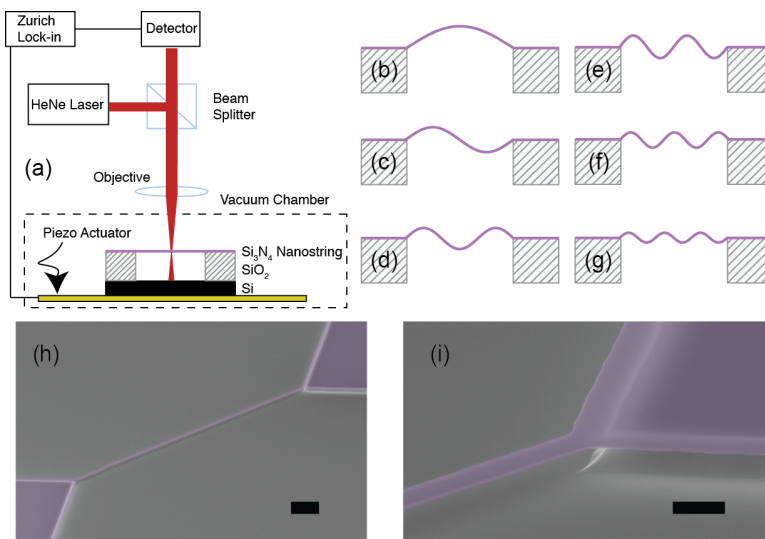 Zurich
Lock-in
Detector
HeNe Laser
Beam
Splitter
(a)
Objective
Vacuum Chamber
Piezo Actuator
Si₃N₄ Nanostring
SiO₂
Si
(b)
(c)
(d)
(e)
(f)
(g)
(h)
(i)